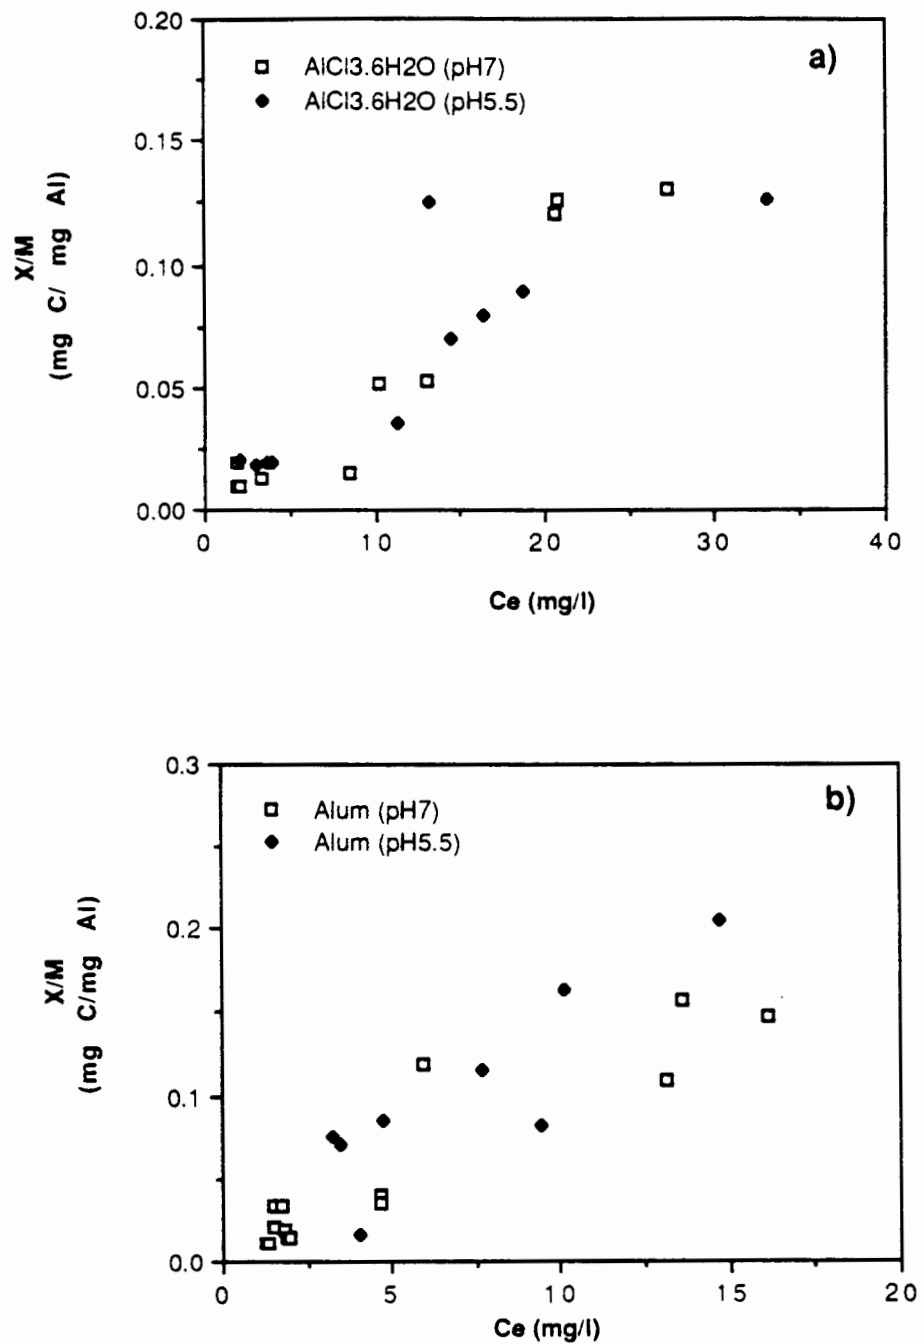 0.20
a)
AlCl3.6H2O (pH7)
AlCl3.6H2O (pH5.5)
0.15
X/M
(mg C/ mg Al)
0.10
0.05
0.00
0 10 20 30 40
Ce (mg/l)
0.3
b)
Alum (pH7)
Alum (pH5.5)
0.2
X/M
(mg C/mg Al)
0.1
0.0
0 5 10 15 20
Ce (mg/l)